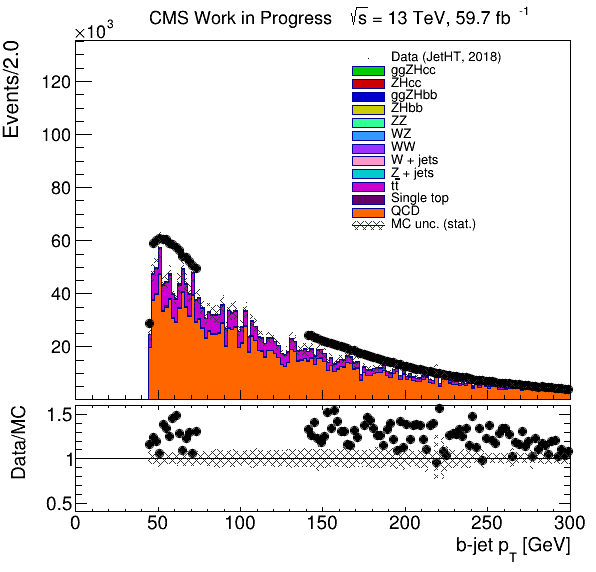 CMS Work in Progress √s = 13 TeV, 59.7 fb⁻¹
×10³
Events/2.0
120
100
80
60
40
20
Data (JetHT, 2018)
ggZHcc
ZHcc
ggZHbb
ZHbb
ZZ
WZ
WW
W + jets
Z + jets
tt̄
Single top
QCD
MC unc. (stat.)
Data/MC
1.5
1
0.5
0 50 100 150 200 250 300
b-jet p_T [GeV]